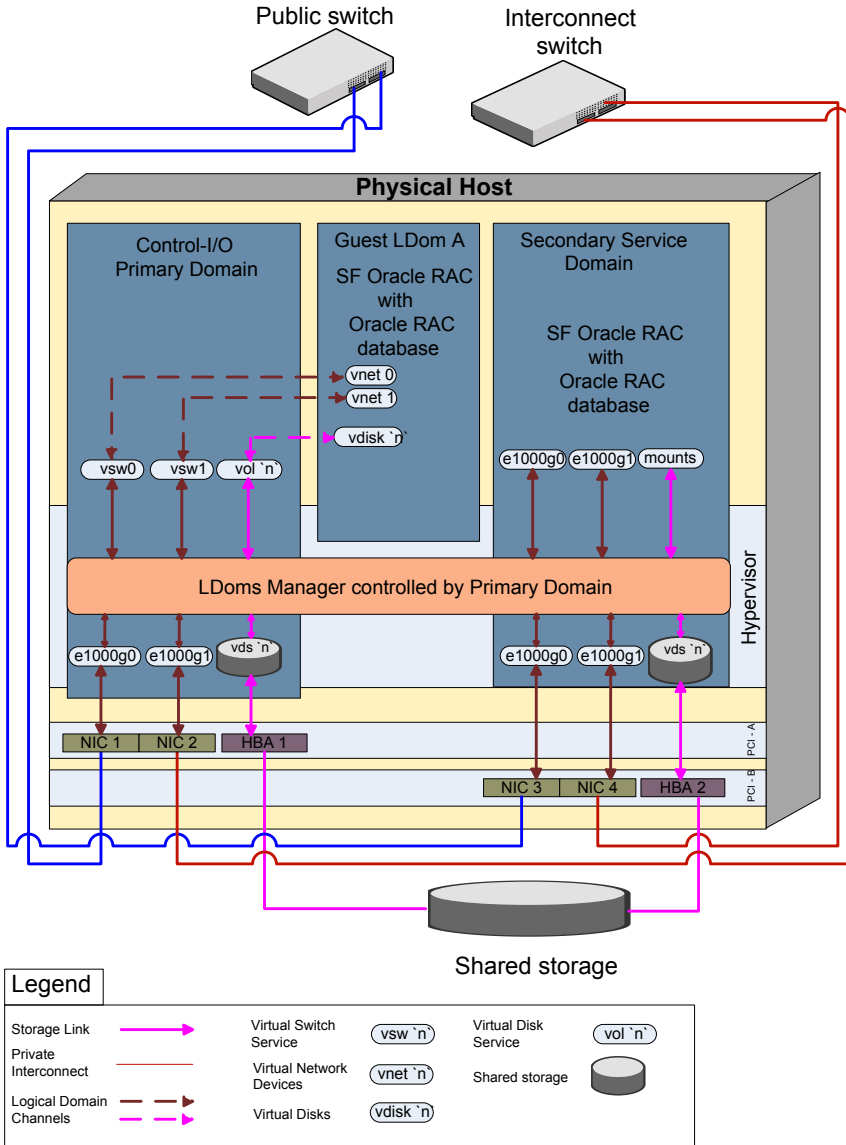 Public switch
Interconnect
switch
Physical Host
Control-I/O
Primary Domain
Guest LDom A
SF Oracle RAC
with
Oracle RAC
database
Secondary Service
Domain
SF Oracle RAC
with
Oracle RAC
database
vnet 0
vnet 1
vdisk `n`
vsw0
vsw1
vol `n`
e1000g0
e1000g1
mounts
LDoms Manager controlled by Primary Domain
Hypervisor
e1000g0
e1000g1
vds `n`
e1000g0
e1000g1
vds `n`
NIC 1
NIC 2
HBA 1
PCI - A
NIC 3
NIC 4
HBA 2
PCI - B
Shared storage
Legend
Storage Link
Private
Interconnect
Logical Domain
Channels
Virtual Switch
Service
vsw `n`
Virtual Network
Devices
vnet `n`
Virtual Disks
vdisk `n
Virtual Disk
Service
vol `n`
Shared storage